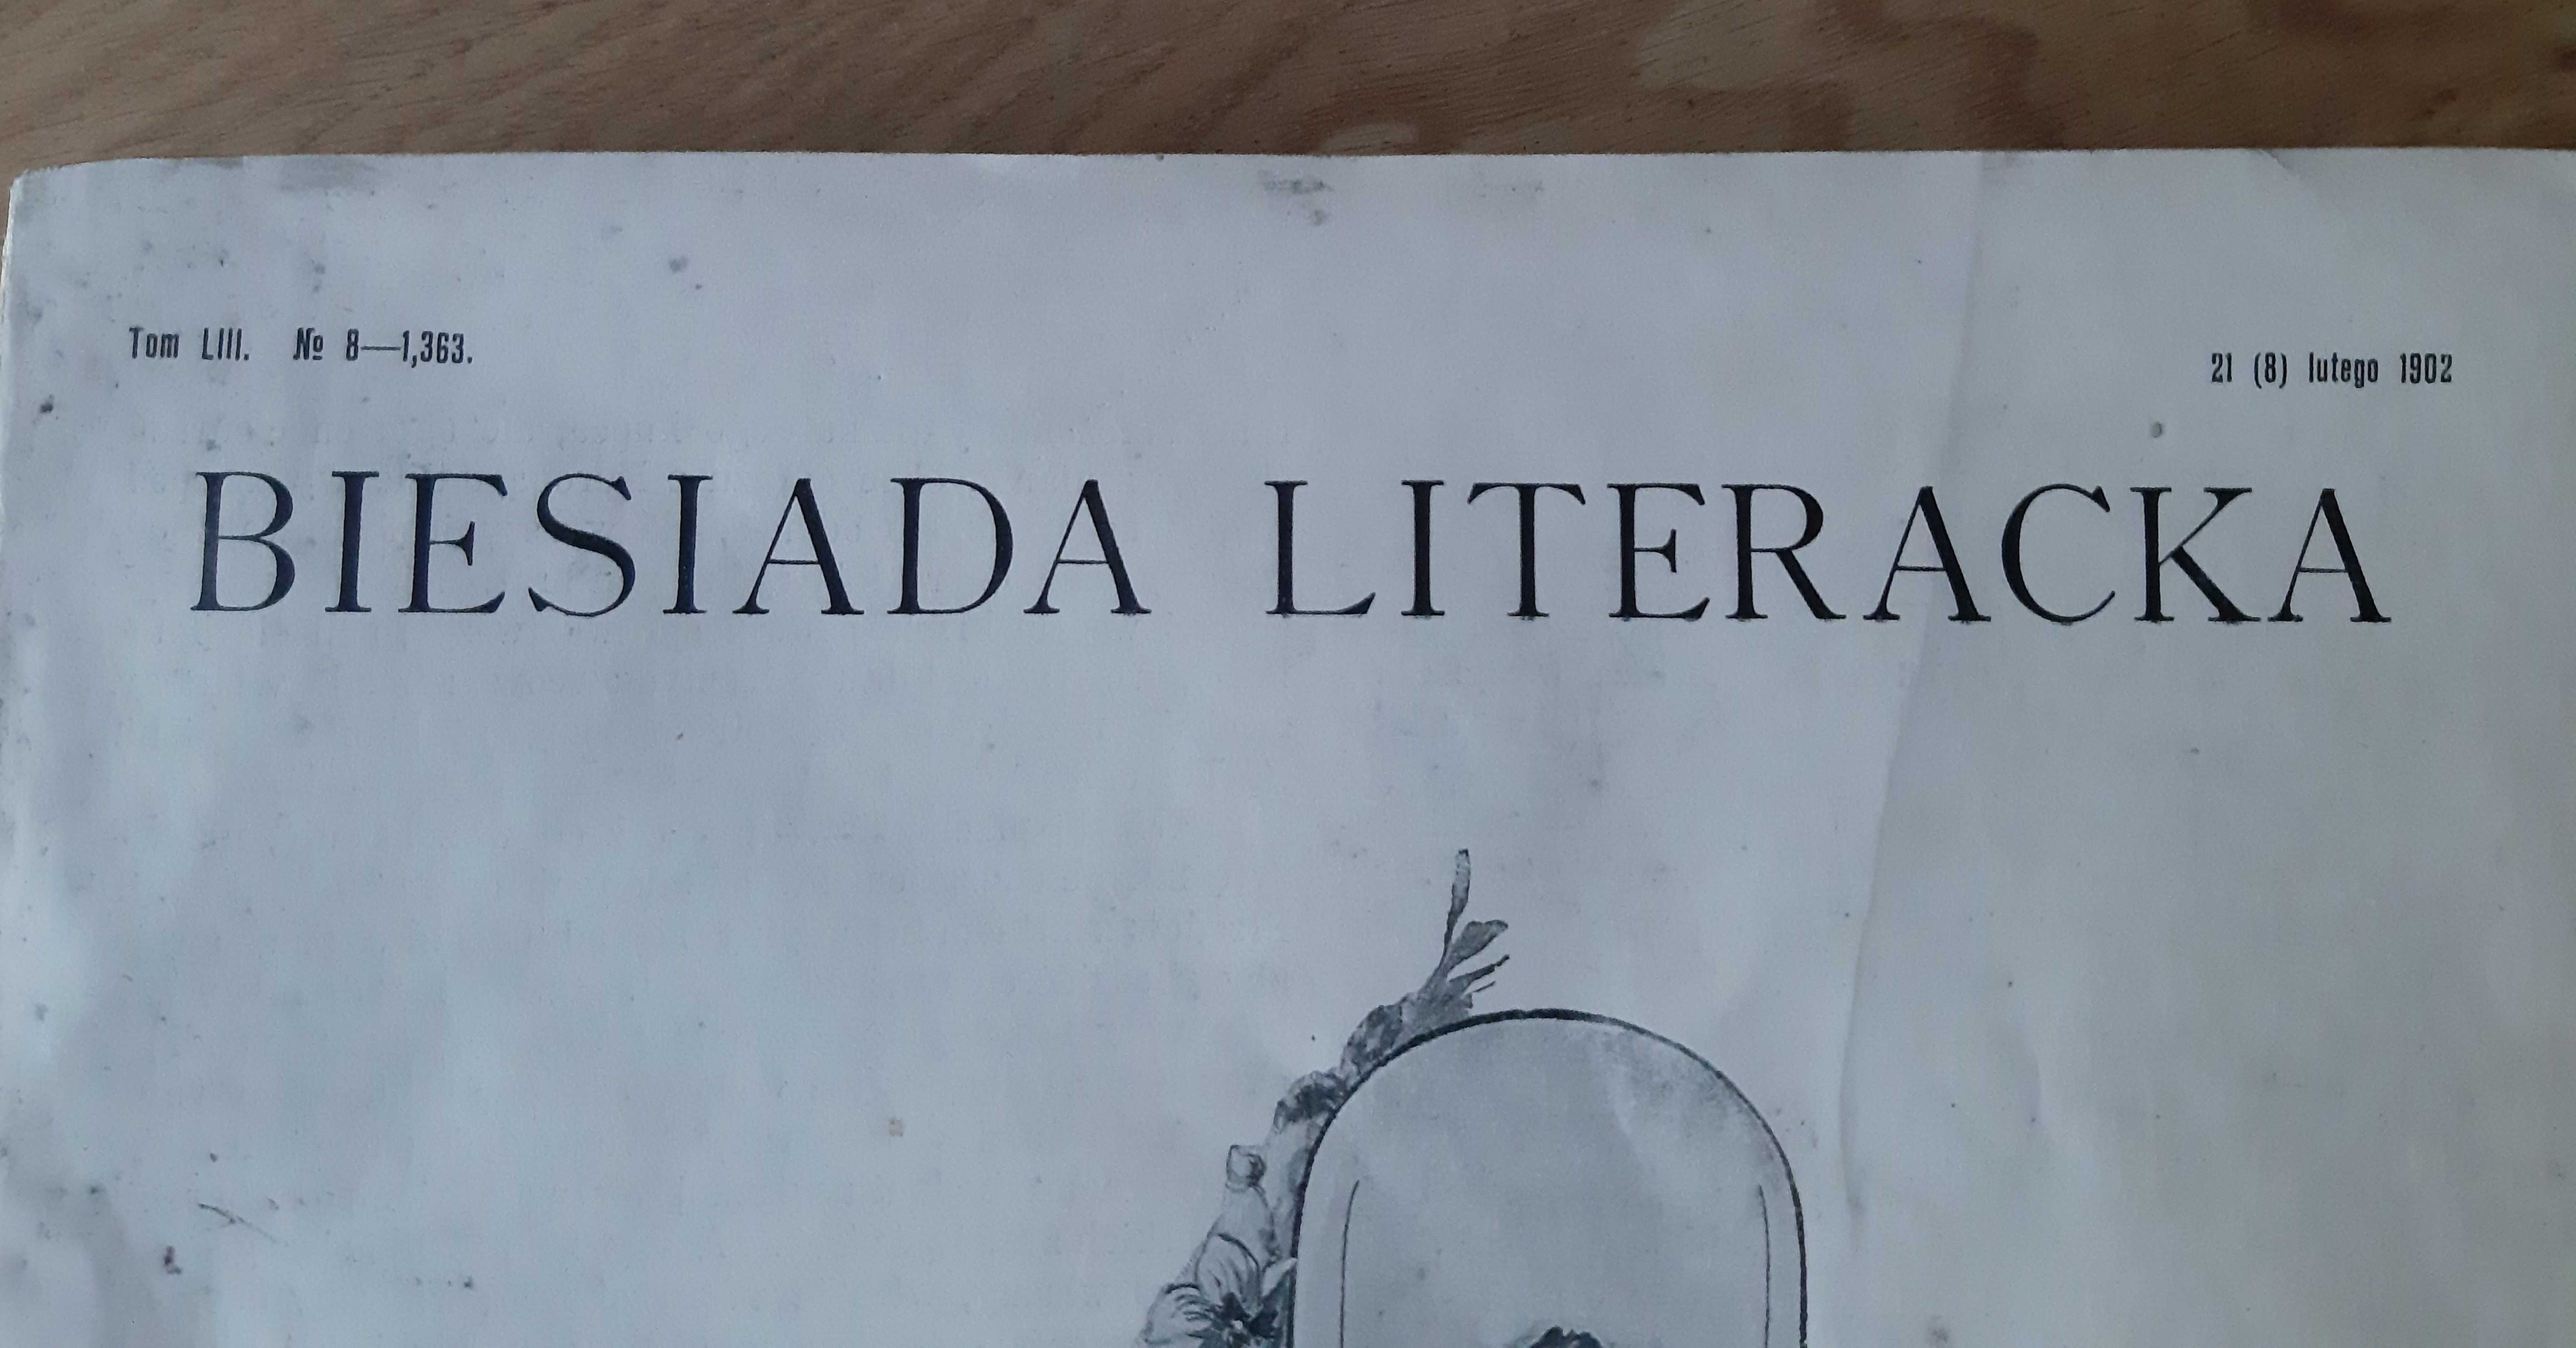 Tom LIII. № 8—1,363.
21 (8) lutego 1902
BIESIADA LITERACKA